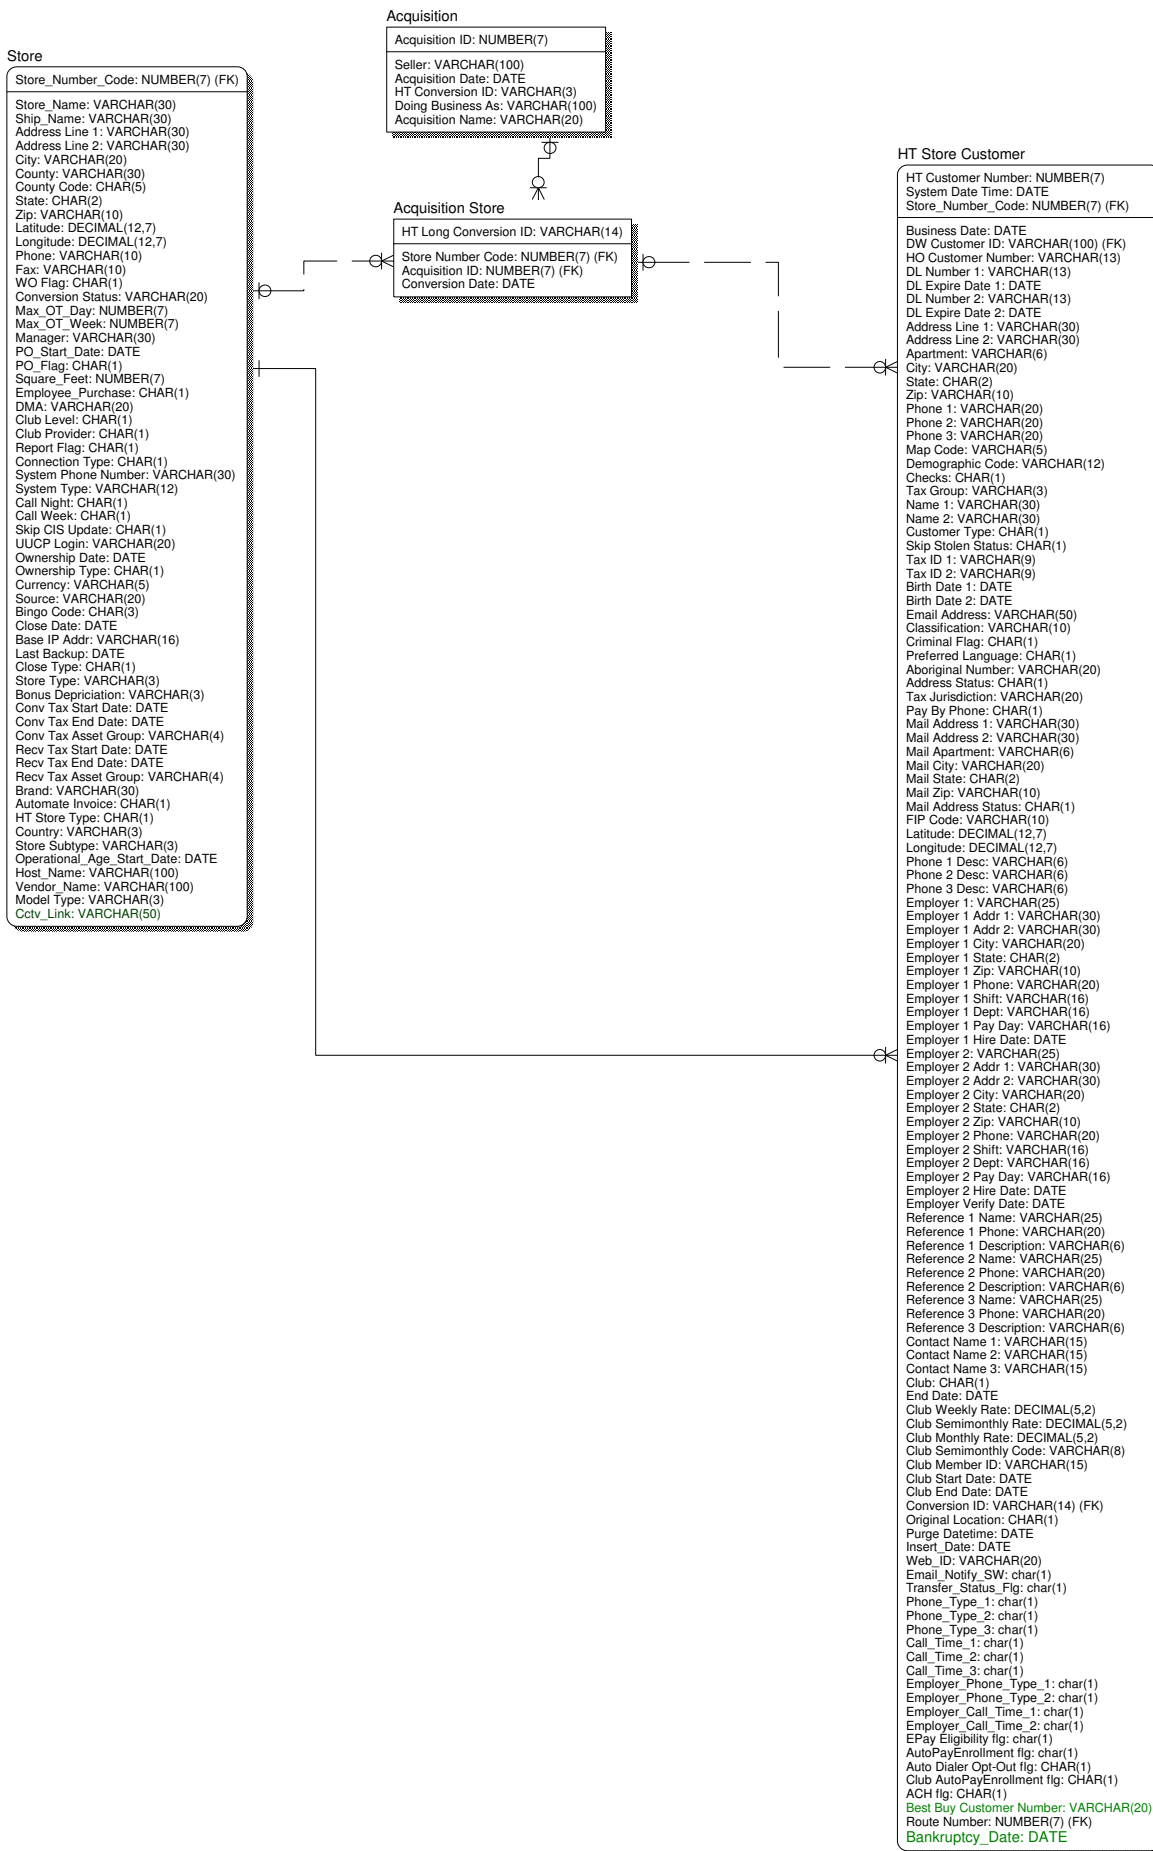 Acquisition
Acquisition ID: NUMBER(7)
Seller: VARCHAR(100)
Acquisition Date: DATE
HT Conversion ID: VARCHAR(3)
Doing Business As: VARCHAR(100)
Acquisition Name: VARCHAR(20)
Store
Store_Number_Code: NUMBER(7) (FK)
Store_Name: VARCHAR(30)
Ship_Name: VARCHAR(30)
Address Line 1: VARCHAR(30)
Address Line 2: VARCHAR(30)
City: VARCHAR(20)
County: VARCHAR(30)
County Code: CHAR(5)
State: CHAR(2)
Zip: VARCHAR(10)
Latitude: DECIMAL(12,7)
Longitude: DECIMAL(12,7)
Phone: VARCHAR(10)
Fax: VARCHAR(10)
WO Flag: CHAR(1)
Conversion Status: VARCHAR(20)
Max_OT_Day: NUMBER(7)
Max_OT_Week: NUMBER(7)
Manager: VARCHAR(30)
PO_Start_Date: DATE
PO_Flag: CHAR(1)
Square_Feet: NUMBER(7)
Employee_Purchase: CHAR(1)
DMA: VARCHAR(20)
Club Level: CHAR(1)
Club Provider: CHAR(1)
Report Flag: CHAR(1)
Connection Type: CHAR(1)
System Phone Number: VARCHAR(30)
System Type: VARCHAR(12)
Call Night: CHAR(1)
Call Week: CHAR(1)
Skip CIS Update: CHAR(1)
UUCP Login: VARCHAR(20)
Ownership Date: DATE
Ownership Type: CHAR(1)
Currency: VARCHAR(5)
Source: VARCHAR(20)
Bingo Code: CHAR(3)
Close Date: DATE
Base IP Addr: VARCHAR(16)
Last Backup: DATE
Close Type: CHAR(1)
Store Type: VARCHAR(3)
Bonus Depriciation: VARCHAR(3)
Conv Tax Start Date: DATE
Conv Tax End Date: DATE
Conv Tax Asset Group: VARCHAR(4)
Recv Tax Start Date: DATE
Recv Tax End Date: DATE
Recv Tax Asset Group: VARCHAR(4)
Brand: VARCHAR(30)
Automate Invoice: CHAR(1)
HT Store Type: CHAR(1)
Country: VARCHAR(3)
Store Subtype: VARCHAR(3)
Operational_Age_Start_Date: DATE
Host_Name: VARCHAR(100)
Vendor_Name: VARCHAR(100)
Model Type: VARCHAR(3)
Cctv_Link: VARCHAR(50)
Acquisition Store
HT Long Conversion ID: VARCHAR(14)
Store Number Code: NUMBER(7) (FK)
Acquisition ID: NUMBER(7) (FK)
Conversion Date: DATE
HT Store Customer
HT Customer Number: NUMBER(7)
System Date Time: DATE
Store_Number_Code: NUMBER(7) (FK)
Business Date: DATE
DW Customer ID: VARCHAR(100) (FK)
HO Customer Number: VARCHAR(13)
DL Number 1: VARCHAR(13)
DL Expire Date 1: DATE
DL Number 2: VARCHAR(13)
DL Expire Date 2: DATE
Address Line 1: VARCHAR(30)
Address Line 2: VARCHAR(30)
Apartment: VARCHAR(6)
City: VARCHAR(20)
State: CHAR(2)
Zip: VARCHAR(10)
Phone 1: VARCHAR(20)
Phone 2: VARCHAR(20)
Phone 3: VARCHAR(20)
Map Code: VARCHAR(5)
Demographic Code: VARCHAR(12)
Checks: CHAR(1)
Tax Group: VARCHAR(3)
Name 1: VARCHAR(30)
Name 2: VARCHAR(30)
Customer Type: CHAR(1)
Skip Stolen Status: CHAR(1)
Tax ID 1: VARCHAR(9)
Tax ID 2: VARCHAR(9)
Birth Date 1: DATE
Birth Date 2: DATE
Email Address: VARCHAR(50)
Classification: VARCHAR(10)
Criminal Flag: CHAR(1)
Preferred Language: CHAR(1)
Aboriginal Number: VARCHAR(20)
Address Status: CHAR(1)
Tax Jurisdiction: VARCHAR(20)
Pay By Phone: CHAR(1)
Mail Address 1: VARCHAR(30)
Mail Address 2: VARCHAR(30)
Mail Apartment: VARCHAR(6)
Mail City: VARCHAR(20)
Mail State: CHAR(2)
Mail Zip: VARCHAR(10)
Mail Address Status: CHAR(1)
FIP Code: VARCHAR(10)
Latitude: DECIMAL(12,7)
Longitude: DECIMAL(12,7)
Phone 1 Desc: VARCHAR(6)
Phone 2 Desc: VARCHAR(6)
Phone 3 Desc: VARCHAR(6)
Employer 1: VARCHAR(25)
Employer 1 Addr 1: VARCHAR(30)
Employer 1 Addr 2: VARCHAR(30)
Employer 1 City: VARCHAR(20)
Employer 1 State: CHAR(2)
Employer 1 Zip: VARCHAR(10)
Employer 1 Phone: VARCHAR(20)
Employer 1 Shift: VARCHAR(16)
Employer 1 Dept: VARCHAR(16)
Employer 1 Pay Day: VARCHAR(16)
Employer 1 Hire Date: DATE
Employer 2: VARCHAR(25)
Employer 2 Addr 1: VARCHAR(30)
Employer 2 Addr 2: VARCHAR(30)
Employer 2 City: VARCHAR(20)
Employer 2 State: CHAR(2)
Employer 2 Zip: VARCHAR(10)
Employer 2 Phone: VARCHAR(20)
Employer 2 Shift: VARCHAR(16)
Employer 2 Dept: VARCHAR(16)
Employer 2 Pay Day: VARCHAR(16)
Employer 2 Hire Date: DATE
Employer Verify Date: DATE
Reference 1 Name: VARCHAR(25)
Reference 1 Phone: VARCHAR(20)
Reference 1 Description: VARCHAR(6)
Reference 2 Name: VARCHAR(25)
Reference 2 Phone: VARCHAR(20)
Reference 2 Description: VARCHAR(6)
Reference 3 Name: VARCHAR(25)
Reference 3 Phone: VARCHAR(20)
Reference 3 Description: VARCHAR(6)
Contact Name 1: VARCHAR(15)
Contact Name 2: VARCHAR(15)
Contact Name 3: VARCHAR(15)
Club: CHAR(1)
End Date: DATE
Club Weekly Rate: DECIMAL(5,2)
Club Semimonthly Rate: DECIMAL(5,2)
Club Monthly Rate: DECIMAL(5,2)
Club Semimonthly Code: VARCHAR(8)
Club Member ID: VARCHAR(15)
Club Start Date: DATE
Club End Date: DATE
Conversion ID: VARCHAR(14) (FK)
Original Location: CHAR(1)
Purge Datetime: DATE
Insert_Date: DATE
Web_ID: VARCHAR(20)
Email_Notify_SW: char(1)
Transfer_Status_Flg: char(1)
Phone_Type_1: char(1)
Phone_Type_2: char(1)
Phone_Type_3: char(1)
Call_Time_1: char(1)
Call_Time_2: char(1)
Call_Time_3: char(1)
Employer_Phone_Type_1: char(1)
Employer_Phone_Type_2: char(1)
Employer_Call_Time_1: char(1)
Employer_Call_Time_2: char(1)
EPay Eligibility flg: char(1)
AutoPayEnrollment flg: char(1)
Auto Dialer Opt-Out flg: CHAR(1)
Club AutoPayEnrollment flg: CHAR(1)
ACH flg: CHAR(1)
Best Buy Customer Number: VARCHAR(20)
Route Number: NUMBER(7) (FK)
Bankruptcy_Date: DATE